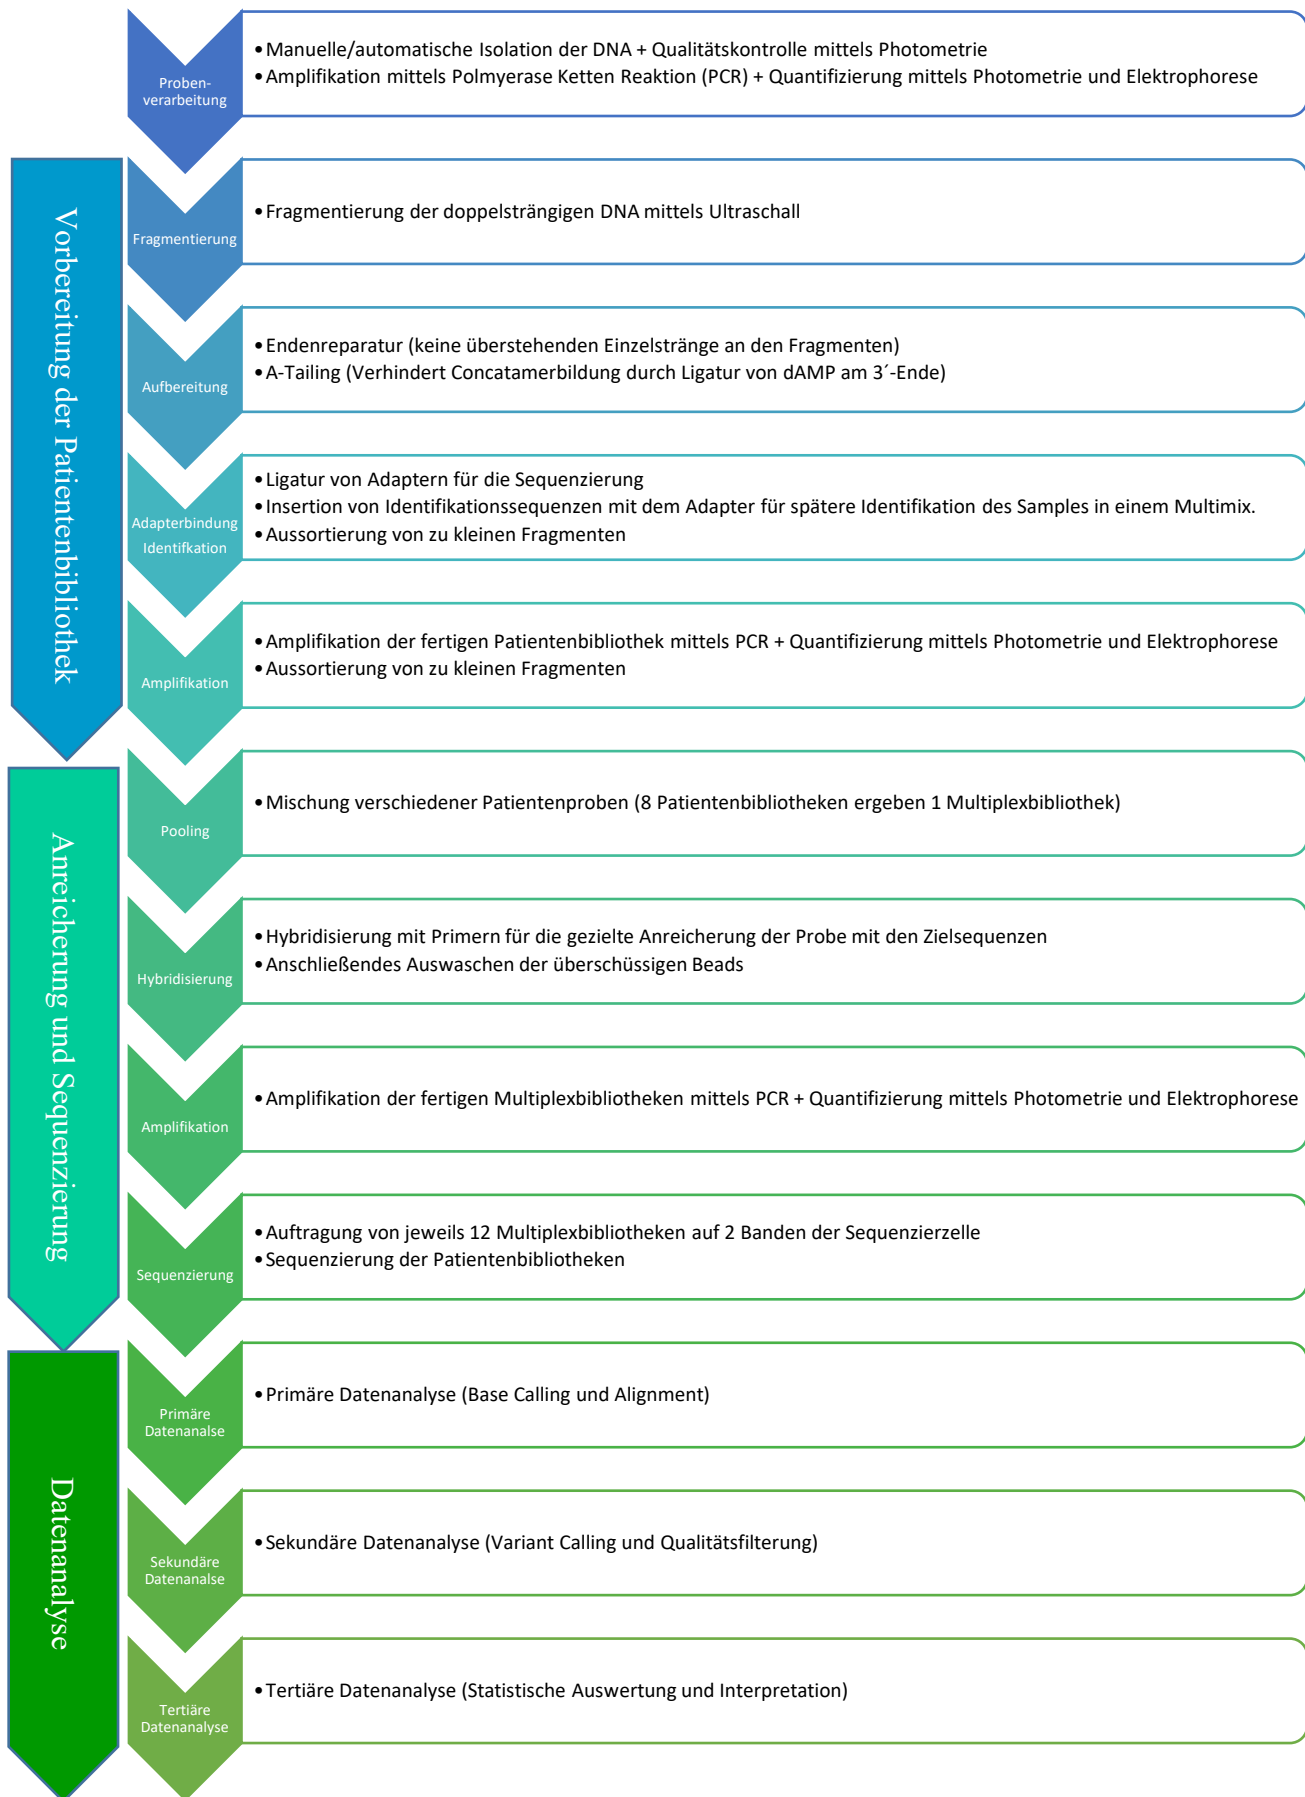 Proben-
verarbeitung
•Manuelle/automatische Isolation der DNA + Qualitätskontrolle mittels Photometrie
•Amplifikation mittels Polmyerase Ketten Reaktion (PCR) + Quantifizierung mittels Photometrie und Elektrophorese
Vorbereitung der Patientenbibliothek
Fragmentierung
•Fragmentierung der doppelsträngigen DNA mittels Ultraschall
Aufbereitung
•Endenreparatur (keine überstehenden Einzelstränge an den Fragmenten)
•A-Tailing (Verhindert Concatamerbildung durch Ligatur von dAMP am 3´-Ende)
Adapterbindung
Identifkation
•Ligatur von Adaptern für die Sequenzierung
•Insertion von Identifikationssequenzen mit dem Adapter für spätere Identifikation des Samples in einem Multimix.
•Aussortierung von zu kleinen Fragmenten
Amplifikation
•Amplifikation der fertigen Patientenbibliothek mittels PCR + Quantifizierung mittels Photometrie und Elektrophorese
•Aussortierung von zu kleinen Fragmenten
Anreicherung und Sequenzierung
Pooling
•Mischung verschiedener Patientenproben (8 Patientenbibliotheken ergeben 1 Multiplexbibliothek)
Hybridisierung
•Hybridisierung mit Primern für die gezielte Anreicherung der Probe mit den Zielsequenzen
•Anschließendes Auswaschen der überschüssigen Beads
Amplifikation
•Amplifikation der fertigen Multiplexbibliotheken mittels PCR + Quantifizierung mittels Photometrie und Elektrophorese
Sequenzierung
•Auftragung von jeweils 12 Multiplexbibliotheken auf 2 Banden der Sequenzierzelle
•Sequenzierung der Patientenbibliotheken
Datenanalyse
Primäre
Datenanalse
•Primäre Datenanalyse (Base Calling und Alignment)
Sekundäre
Datenanalse
•Sekundäre Datenanalyse (Variant Calling und Qualitätsfilterung)
Tertiäre
Datenanalyse
•Tertiäre Datenanalyse (Statistische Auswertung und Interpretation)